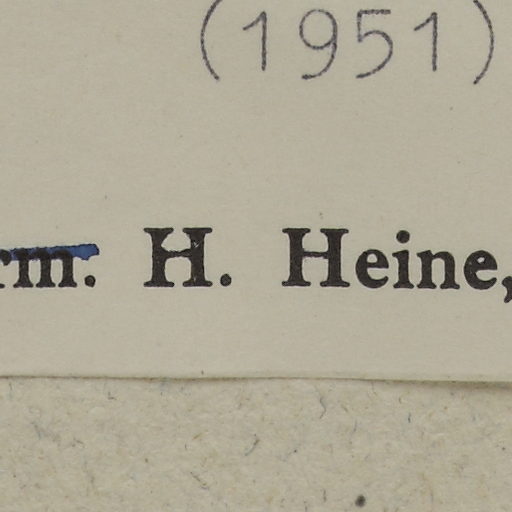 (1951)
rm. H. Heine,